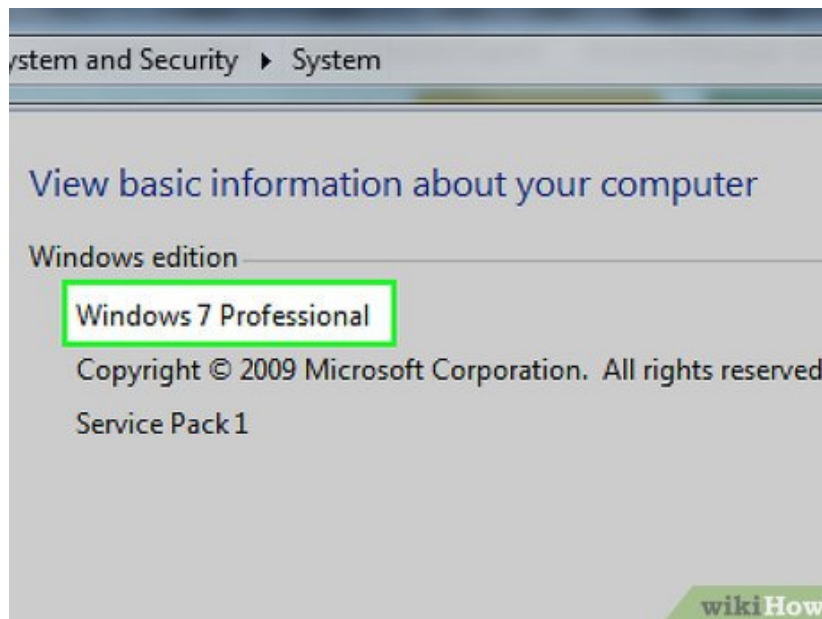 ystem and Security ▸ System
View basic information about your computer
Windows edition
Windows 7 Professional
Copyright © 2009 Microsoft Corporation. All rights reserved
Service Pack 1
wikiHow